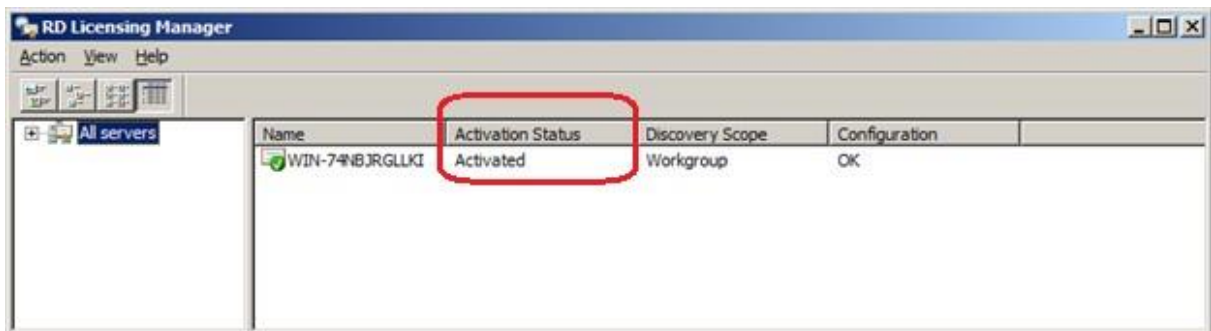 RD Licensing Manager
Action View Help
All servers
Name Activation Status Discovery Scope Configuration
WIN-74NBJRGLLKI Activated Workgroup OK